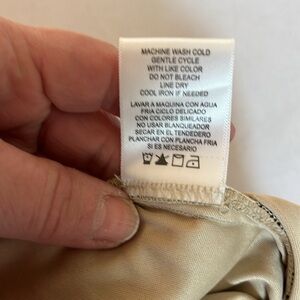 MACHINE WASH COLD
GENTLE CYCLE
WITH LIKE COLOR
DO NOT BLEACH
LINE DRY
COOL IRON IF NEEDED
LAVAR A MAQUINA CON AGUA
FRIA CICLO DELICADO
CON COLORES SIMILARES
NO USAR BLANQUEADOR
SECAR EN EL TENDEDERO
PLANCHAR CON PLANCHA FRIA
SI ES NECESARIO